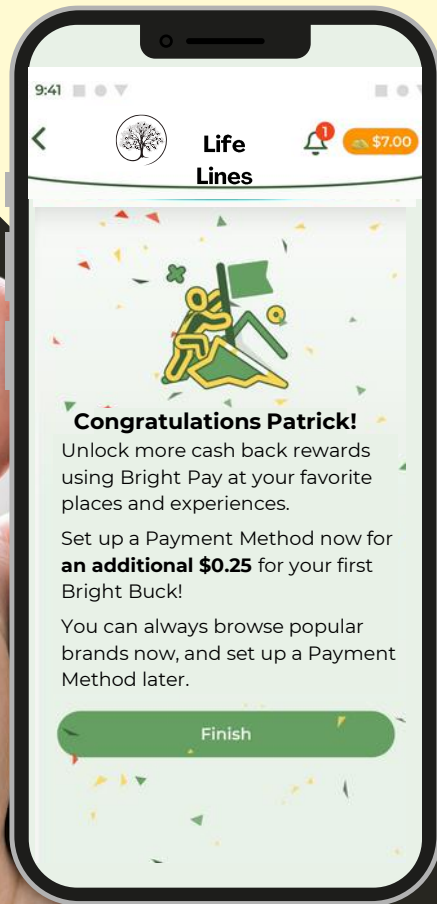 9:41
1
$7.00
Life
Lines
Congratulations Patrick!
Unlock more cash back rewards
using Bright Pay at your favorite
places and experiences.
Set up a Payment Method now for
an additional $0.25 for your first
Bright Buck!
You can always browse popular
brands now, and set up a Payment
Method later.
Finish